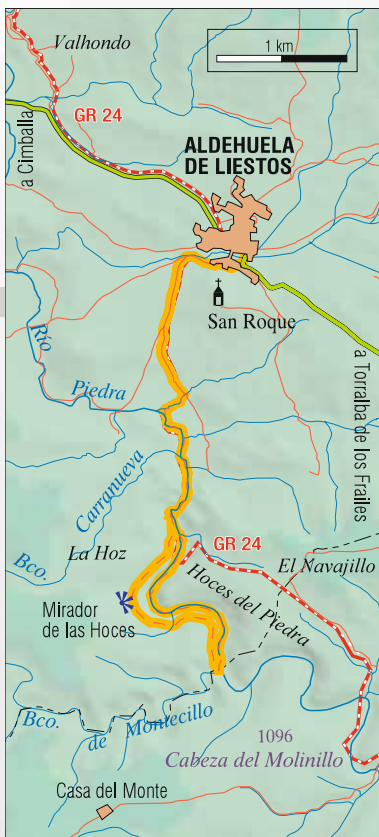 Valhondo
1 km
GR 24
a Cimballa
ALDEHUELA
DE LIESTOS
San Roque
Río
Piedra
a Torralba de los Frailes
Carranueva
Bco.
La Hoz
GR 24
El Navajillo
Hoces del Piedra
Mirador
de las Hoces
Bco.
de Montecillo
1096
Cabeza del Molinillo
Casa del Monte